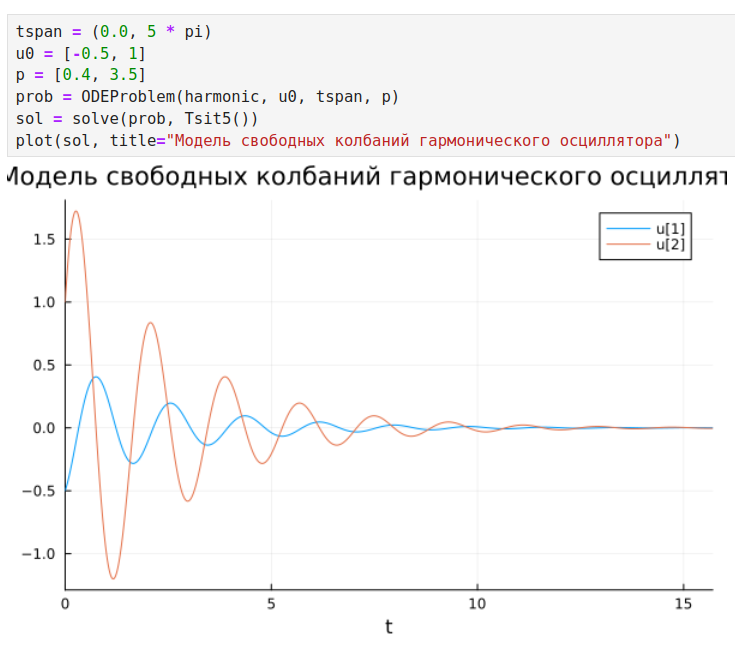 tspan = (0.0, 5 * pi)
u0 = [-0.5, 1]
p = [0.4, 3.5]
prob = ODEProblem(harmonic, u0, tspan, p)
sol = solve(prob, Tsit5())
plot(sol, title="Модель свободных колбаний гармонического осциллятора")
Модель свободных колбаний гармонического осциллят
u[1]
u[2]
1.5
1.0
0.5
0.0
−0.5
−1.0
0 5 10 15
t